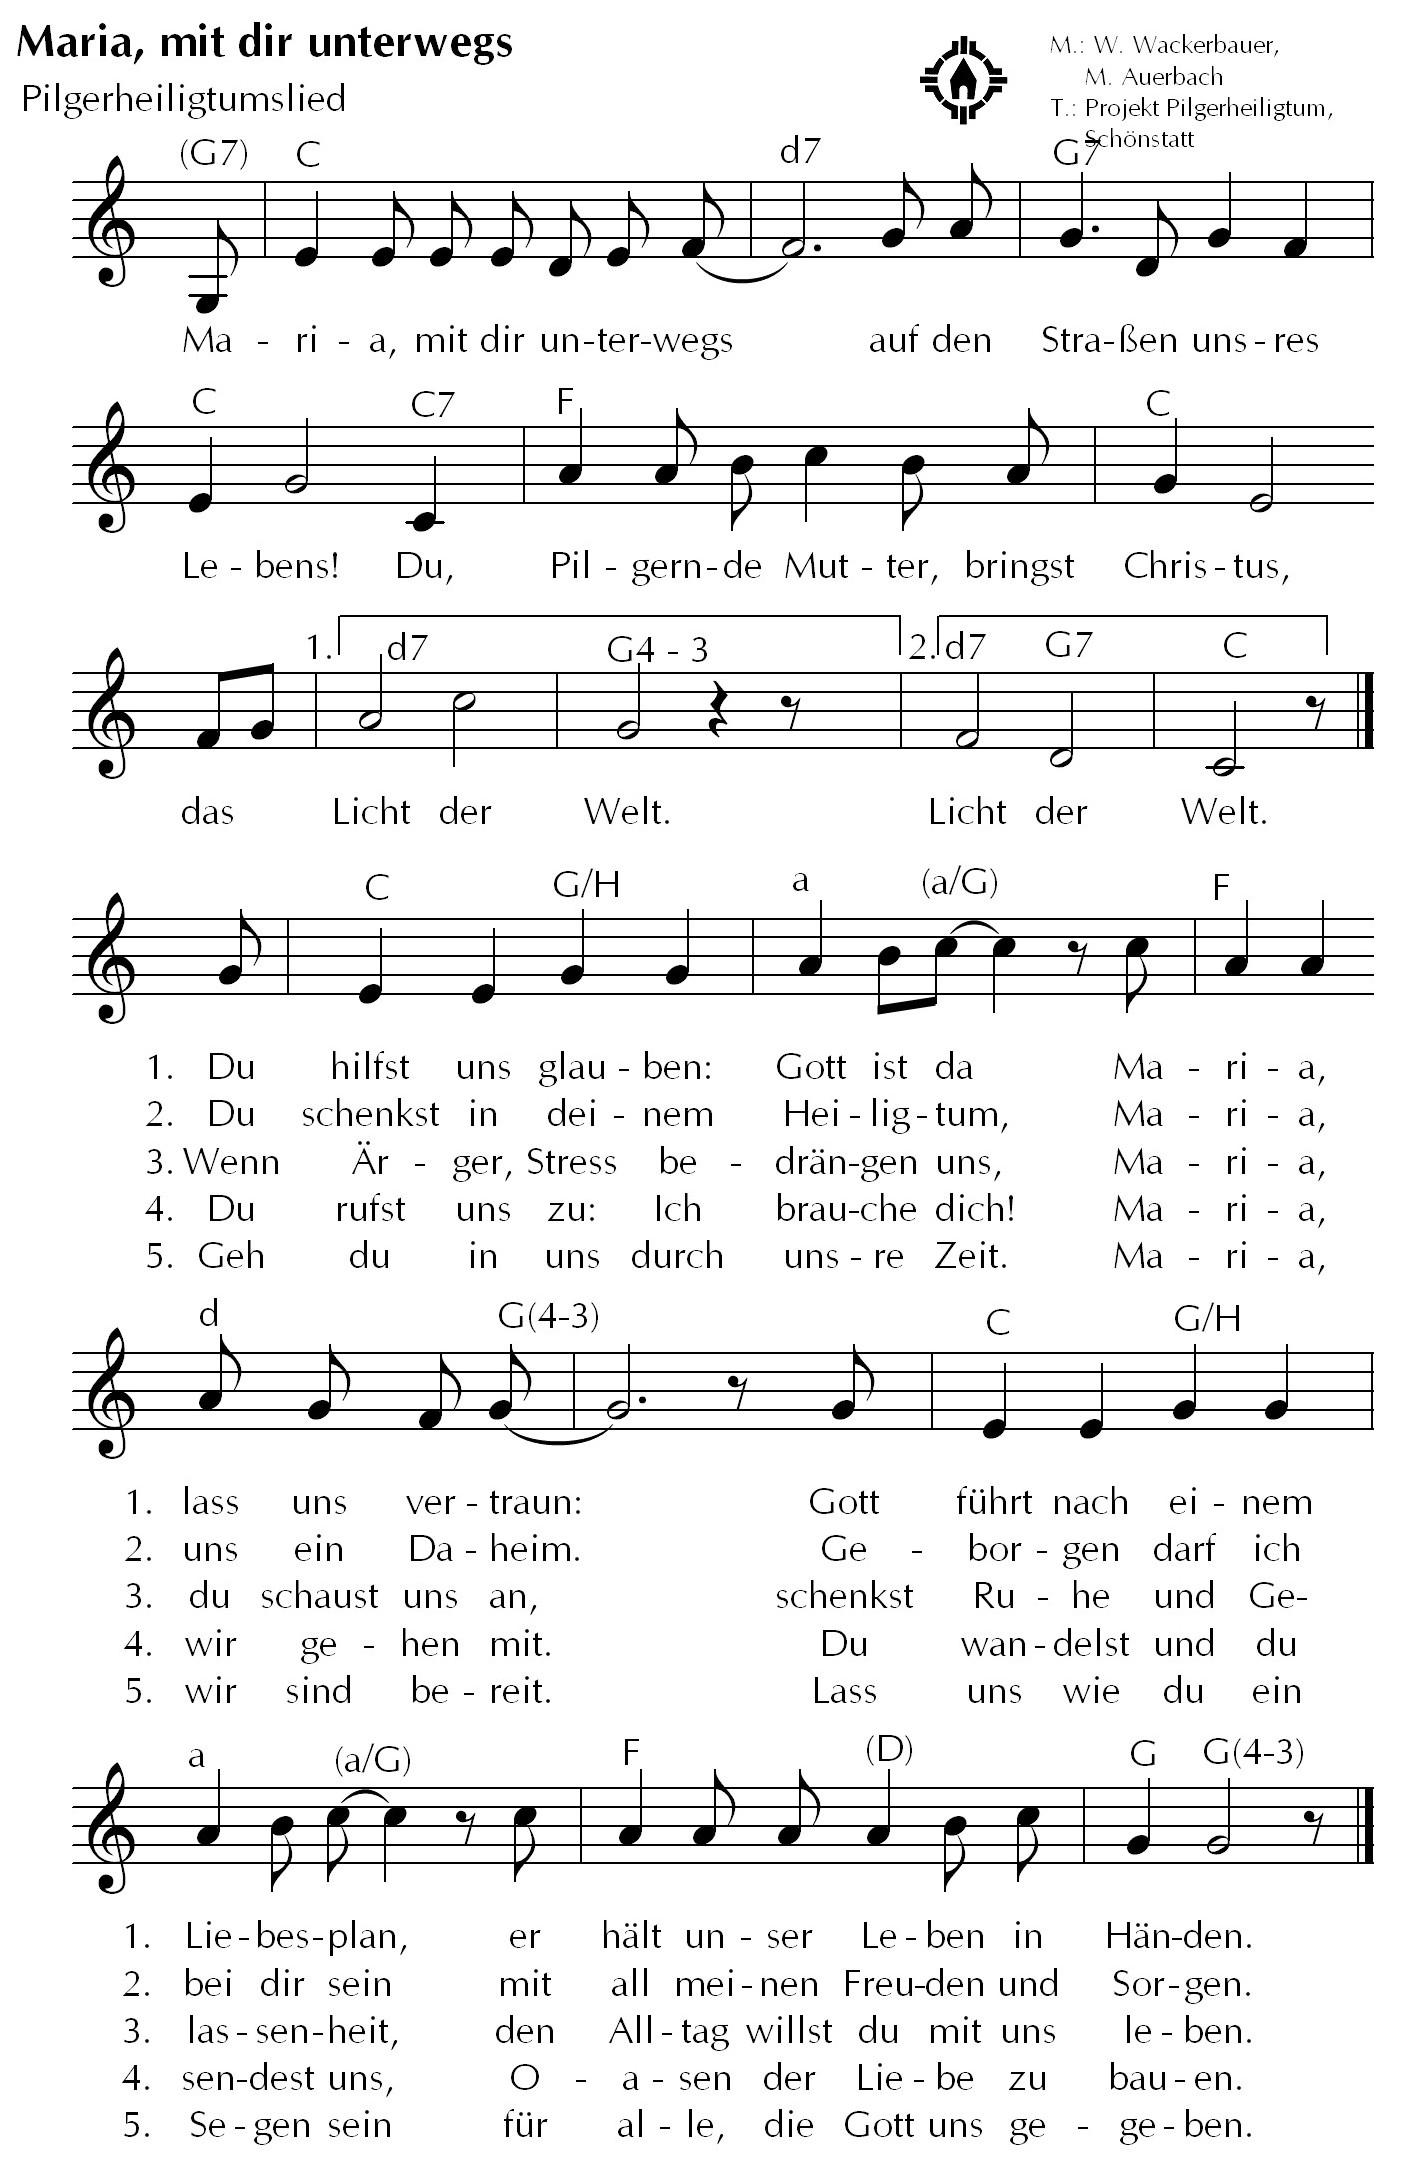 Maria, mit dir unterwegs
Pilgerheiligtumslied
M.: W. Wackerbauer,
M. Auerbach
T.: Projekt Pilgerheiligtum,
Schönstatt
(G7) C d7 G7
Ma - ri - a, mit dir un-ter-wegs auf den Stra-ßen uns-res
C C7 F C
Le - bens! Du, Pil - gern-de Mut - ter, bringst Chris-tus,
1. d7 G4 - 3 2. d7 G7 C
das Licht der Welt. Licht der Welt.
C G/H a (a/G) F
1. Du hilfst uns glau - ben: Gott ist da Ma - ri - a,
2. Du schenkst in dei - nem Hei-lig-tum, Ma - ri - a,
3. Wenn Är - ger, Stress be - drän-gen uns, Ma - ri - a,
4. Du rufst uns zu: Ich brau-che dich! Ma - ri - a,
5. Geh du in uns durch uns-re Zeit. Ma - ri - a,
d G(4-3) C G/H
1. lass uns ver-traun: Gott führt nach ei - nem
2. uns ein Da-heim. Ge - bor - gen darf ich
3. du schaust uns an, schenkst Ru - he und Ge-
4. wir ge - hen mit. Du wan-delst und du
5. wir sind be-reit. Lass uns wie du ein
a (a/G) F (D) G G(4-3)
1. Lie-bes-plan, er hält un - ser Le-ben in Hän-den.
2. bei dir sein mit all mei-nen Freu-den und Sor-gen.
3. las-sen-heit, den All-tag willst du mit uns le-ben.
4. sen-dest uns, O - a-sen der Lie-be zu bau-en.
5. Se-gen sein für al-le, die Gott uns ge - ge-ben.